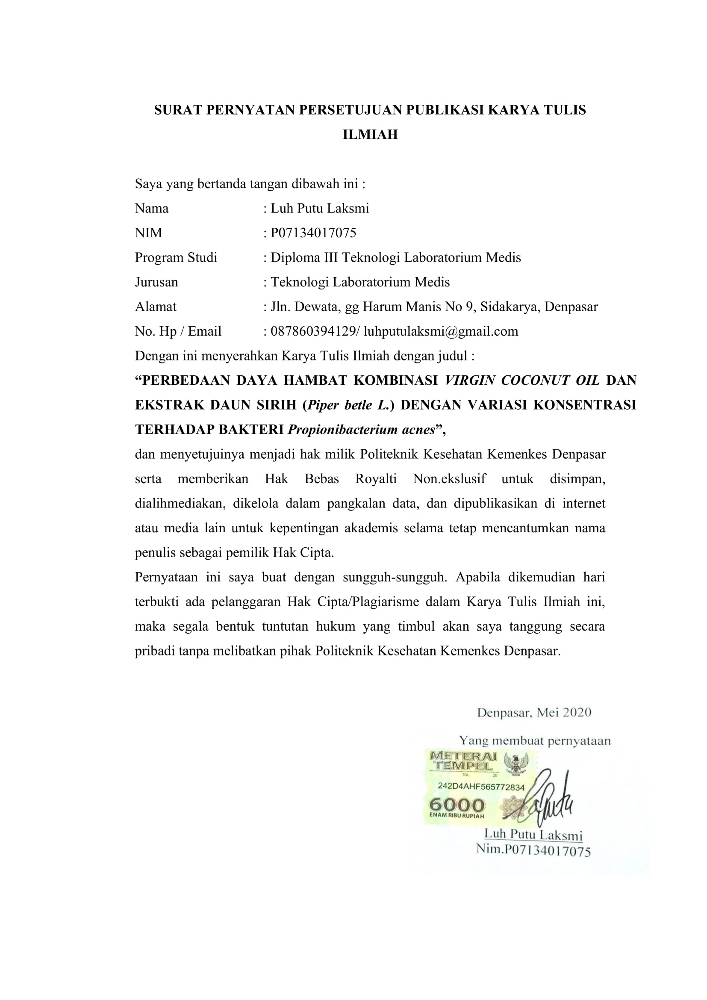 SURAT PERNYATAN PERSETUJUAN PUBLIKASI KARYA TULIS
ILMIAH
Saya yang bertanda tangan dibawah ini :
Nama : Luh Putu Laksmi
NIM : P07134017075
Program Studi : Diploma III Teknologi Laboratorium Medis
Jurusan : Teknologi Laboratorium Medis
Alamat : Jln. Dewata, gg Harum Manis No 9, Sidakarya, Denpasar
No. Hp / Email : 087860394129/ luhputulaksmi@gmail.com
Dengan ini menyerahkan Karya Tulis Ilmiah dengan judul :
“PERBEDAAN DAYA HAMBAT KOMBINASI VIRGIN COCONUT OIL DAN
EKSTRAK DAUN SIRIH (Piper betle L.) DENGAN VARIASI KONSENTRASI
TERHADAP BAKTERI Propionibacterium acnes”,
dan menyetujuinya menjadi hak milik Politeknik Kesehatan Kemenkes Denpasar
serta memberikan Hak Bebas Royalti Non.ekslusif untuk disimpan,
dialihmediakan, dikelola dalam pangkalan data, dan dipublikasikan di internet
atau media lain untuk kepentingan akademis selama tetap mencantumkan nama
penulis sebagai pemilik Hak Cipta.
Pernyataan ini saya buat dengan sungguh-sungguh. Apabila dikemudian hari
terbukti ada pelanggaran Hak Cipta/Plagiarisme dalam Karya Tulis Ilmiah ini,
maka segala bentuk tuntutan hukum yang timbul akan saya tanggung secara
pribadi tanpa melibatkan pihak Politeknik Kesehatan Kemenkes Denpasar.
Denpasar, Mei 2020
Yang membuat pernyataan
METERAI
TEMPEL
TGL 20
242D4AHF565772834
6000
ENAM RIBU RUPIAH
Luh Putu Laksmi
Nim.P07134017075